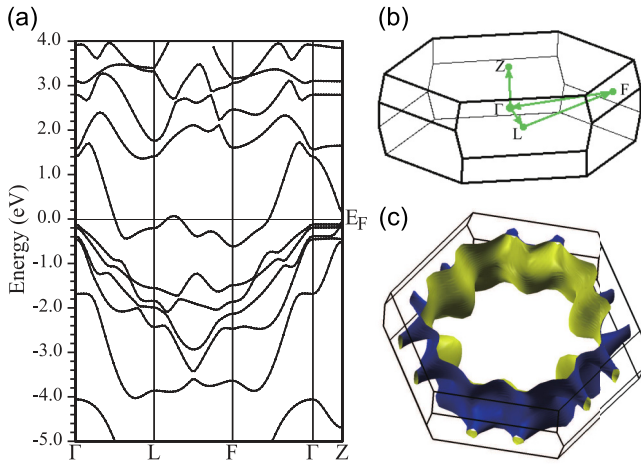 (a)
4.0
3.0
2.0
1.0
0.0
-1.0
-2.0
-3.0
-4.0
-5.0
Energy (eV)
E_F
Γ L F Γ Z
(b)
Z
F
Γ
L
(c)